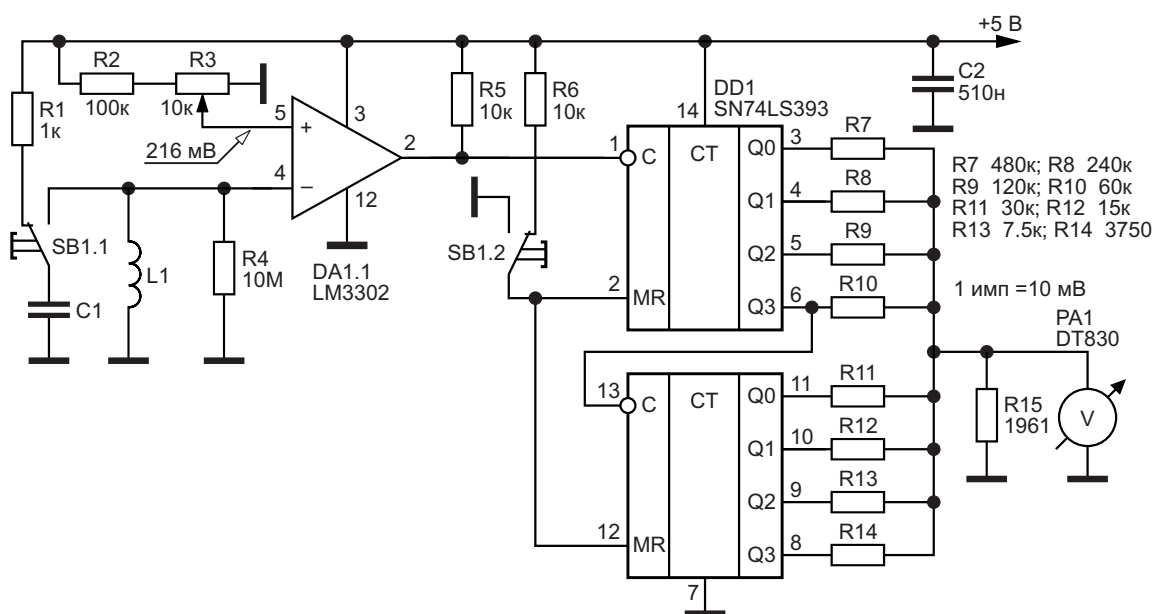 +5 В
R2
100к
R3
10к
R1
1к
216 мВ
5
+
3
4
–
2
12
DA1.1
LM3302
R5
10к
R6
10к
C2
510н
DD1
SN74LS393
14
1
C
CT
Q0
3
R7
Q1
4
R8
Q2
5
R9
2
MR
Q3
6
R10
R7 480к; R8 240к
R9 120к; R10 60к
R11 30к; R12 15к
R13 7.5к; R14 3750
SB1.1
C1
L1
R4
10М
SB1.2
1 имп =10 мВ
PA1
DT830
V
R15
1961
13
C
CT
Q0
11
R11
Q1
10
R12
Q2
9
R13
12
MR
Q3
8
R14
7